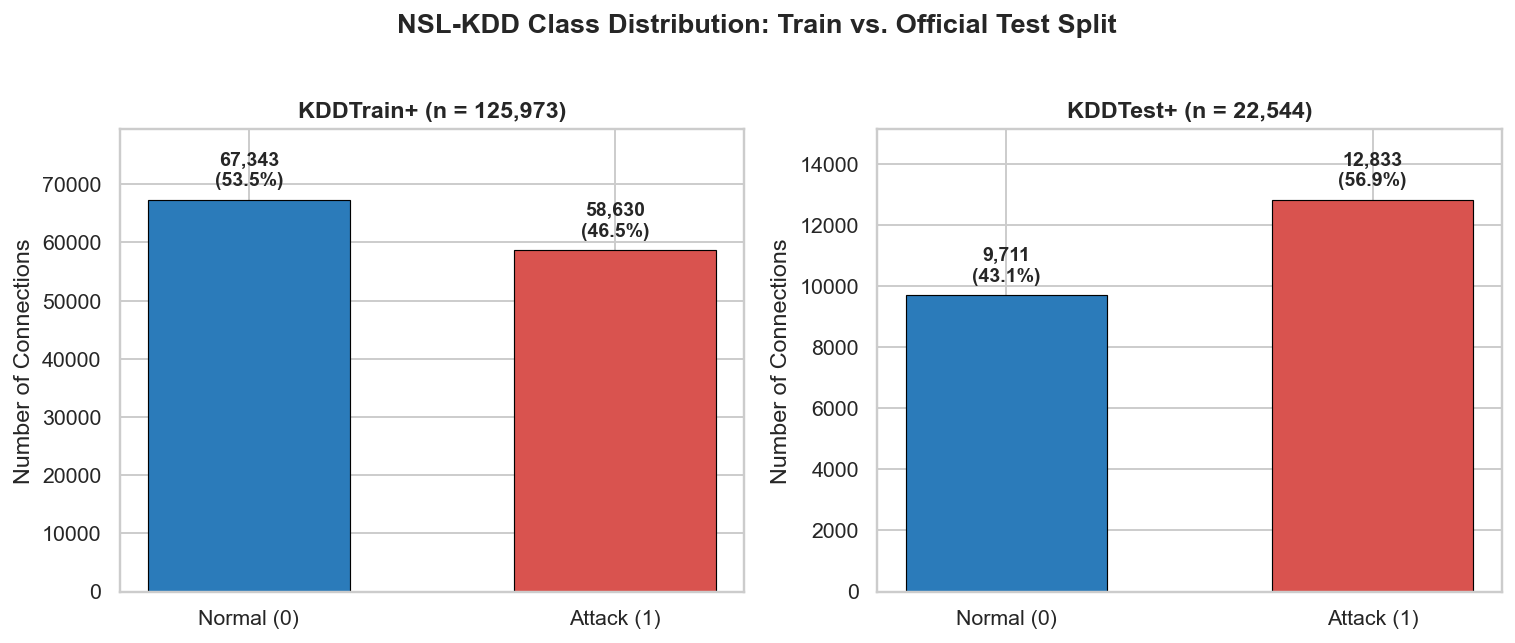 NSL-KDD Class Distribution: Train vs. Official Test Split
KDDTrain+ (n = 125,973)
Number of Connections
70000
60000
50000
40000
30000
20000
10000
0
67,343
(53.5%)
58,630
(46.5%)
Normal (0)
Attack (1)
KDDTest+ (n = 22,544)
Number of Connections
14000
12000
10000
8000
6000
4000
2000
0
9,711
(43.1%)
12,833
(56.9%)
Normal (0)
Attack (1)